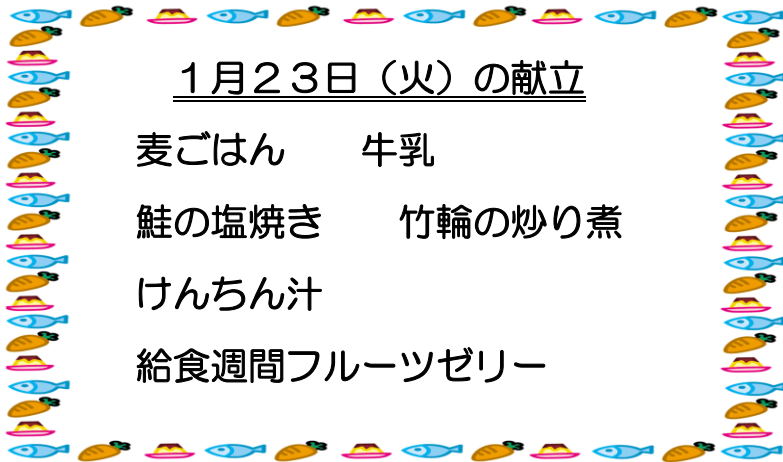 １月２３日（火）の献立
麦ごはん　　牛乳
鮭の塩焼き　　竹輪の炒り煮
けんちん汁
給食週間フルーツゼリー